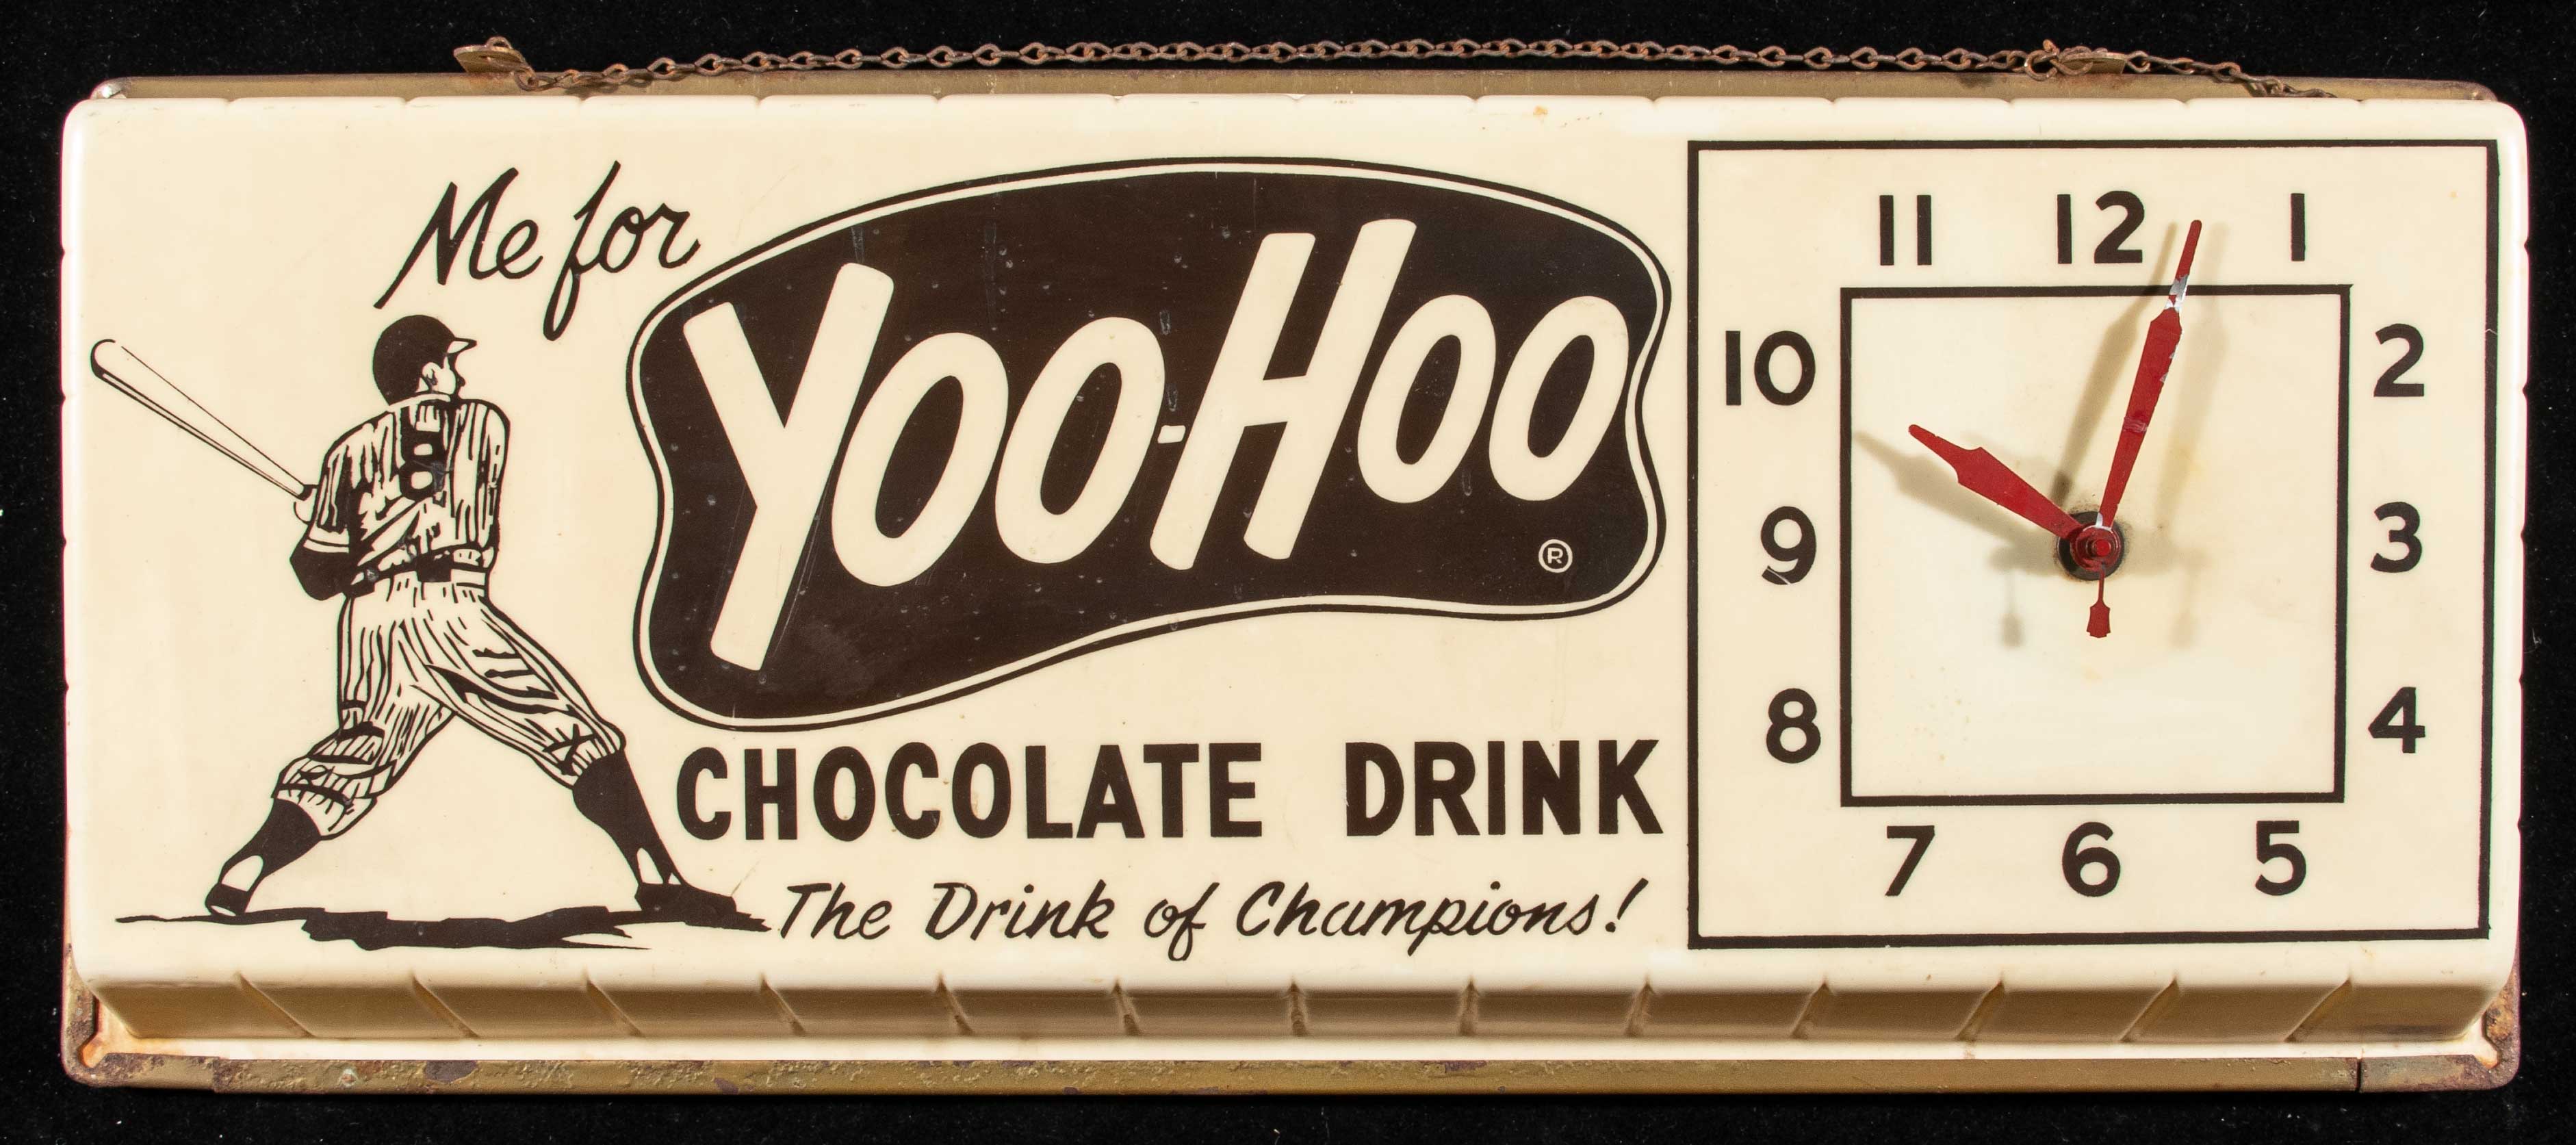 Me for
YOO-HOO
®
CHOCOLATE DRINK
The Drink of Champions!
8
11 12 1
10 2
9 3
8 4
7 6 5